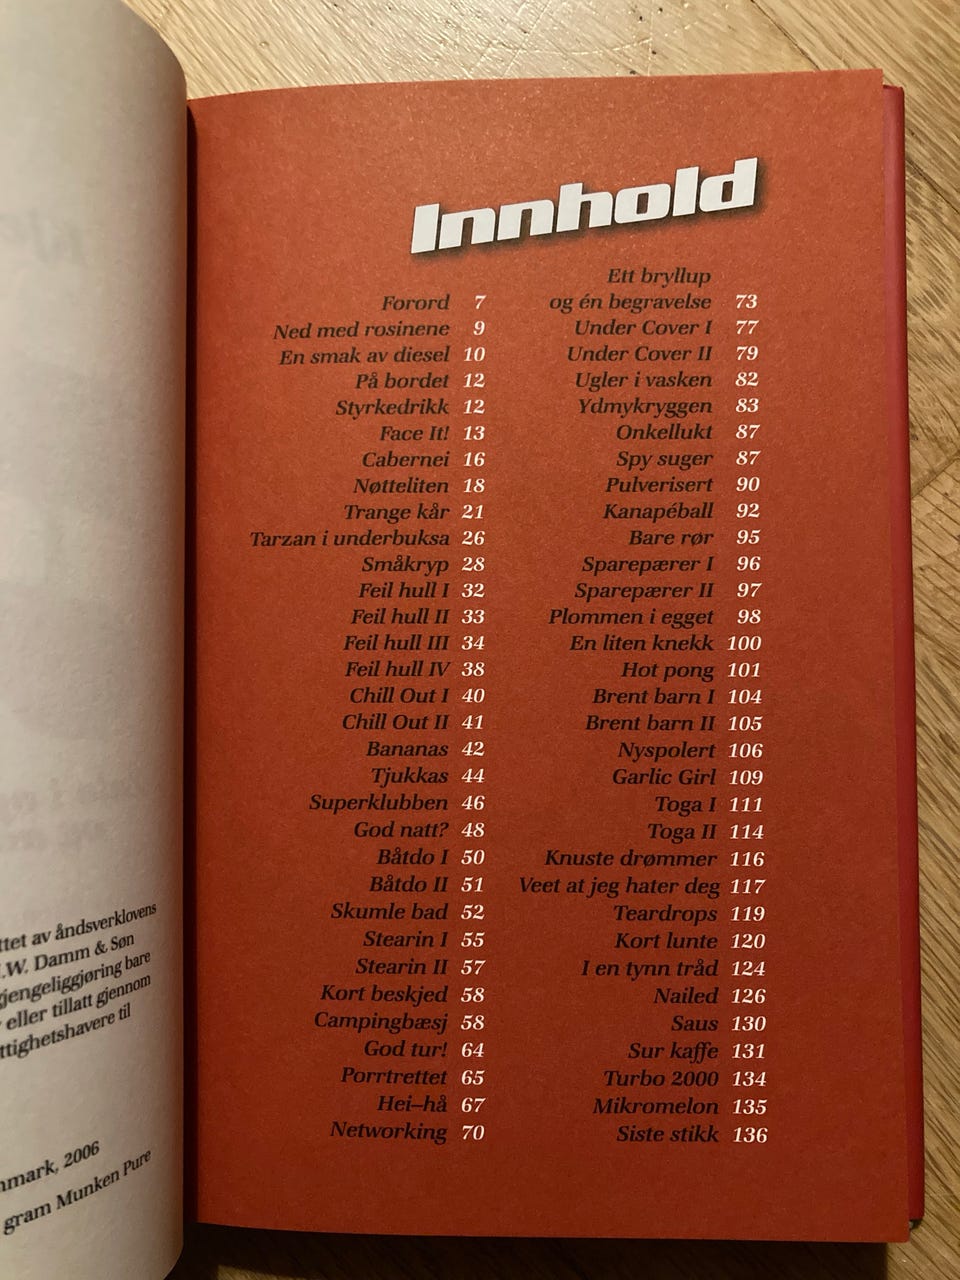 ttet av åndsverklovens
.W. Damm & Søn
gjengeliggjøring bare
eller tillatt gjennom
ttighetshavere til
nmark, 2006
gram Munken Pure
Innhold
Forord 7
Ned med rosinene 9
En smak av diesel 10
På bordet 12
Styrkedrikk 12
Face It! 13
Cabernei 16
Nøtteliten 18
Trange kår 21
Tarzan i underbuksa 26
Småkryp 28
Feil hull I 32
Feil hull II 33
Feil hull III 34
Feil hull IV 38
Chill Out I 40
Chill Out II 41
Bananas 42
Tjukkas 44
Superklubben 46
God natt? 48
Båtdo I 50
Båtdo II 51
Skumle bad 52
Stearin I 55
Stearin II 57
Kort beskjed 58
Campingbæsj 58
God tur! 64
Porrtrettet 65
Hei–hå 67
Networking 70
Ett bryllup
og én begravelse 73
Under Cover I 77
Under Cover II 79
Ugler i vasken 82
Ydmykryggen 83
Onkellukt 87
Spy suger 87
Pulverisert 90
Kanapéball 92
Bare rør 95
Sparepærer I 96
Sparepærer II 97
Plommen i egget 98
En liten knekk 100
Hot pong 101
Brent barn I 104
Brent barn II 105
Nyspolert 106
Garlic Girl 109
Toga I 111
Toga II 114
Knuste drømmer 116
Veet at jeg hater deg 117
Teardrops 119
Kort lunte 120
I en tynn tråd 124
Nailed 126
Saus 130
Sur kaffe 131
Turbo 2000 134
Mikromelon 135
Siste stikk 136